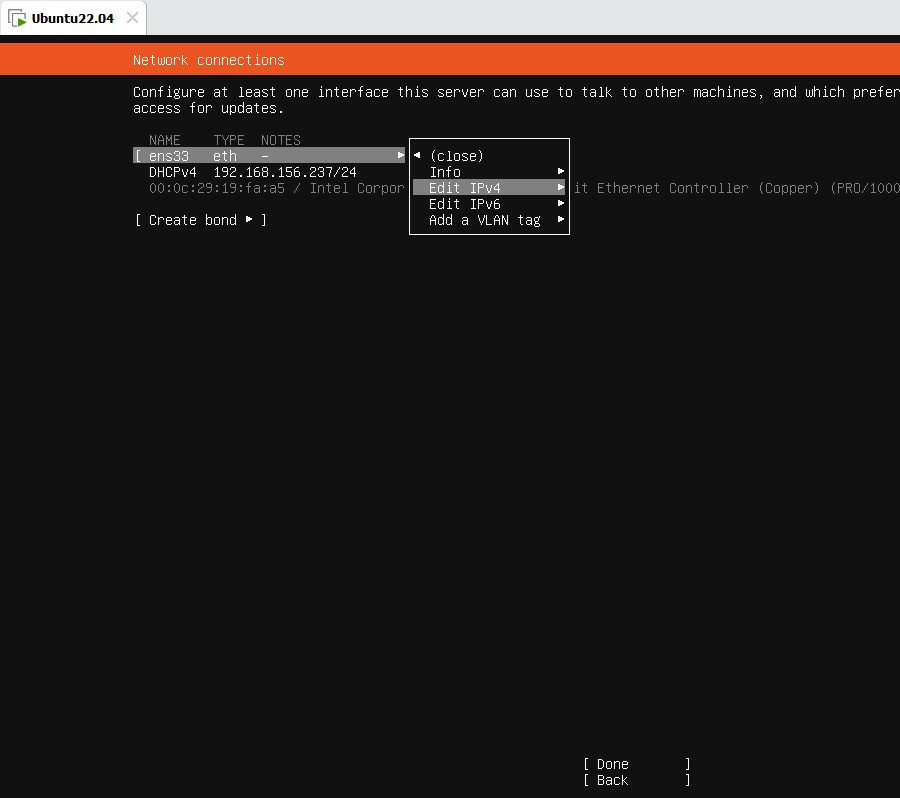 Ubuntu22.04
Network connections
Configure at least one interface this server can use to talk to other machines, and which prefer
access for updates.
NAME TYPE NOTES
[ ens33 eth -
DHCPv4 192.168.156.237/24
00:0c:29:19:fa:a5 / Intel Corpor
it Ethernet Controller (Copper) (PRO/1000
(close)
Info
Edit IPv4
Edit IPv6
Add a VLAN tag
[ Create bond ]
[ Done ]
[ Back ]